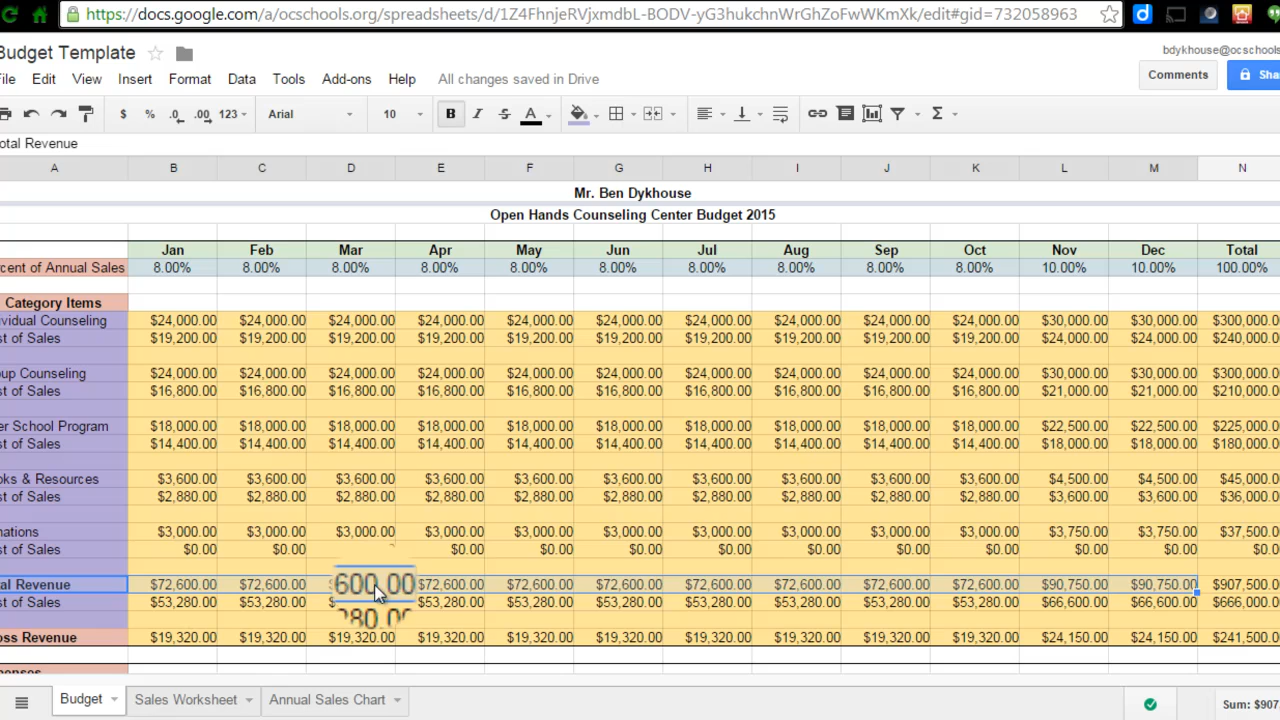 https://docs.google.com/a/ocschools.org/spreadsheets/d/1Z4FhnjeRVjxmdbL-BODV-yG3hukchnWrGhZoFwWKmXk/edit#gid=732058963
Budget Template
bdykhouse@ocschools
File Edit View Insert Format Data Tools Add-ons Help All changes saved in Drive
Comments Sha
$ % .0 .00 123 Arial 10 B I S A Σ
otal Revenue
A B C D E F G H I J K L M N
Mr. Ben Dykhouse
Open Hands Counseling Center Budget 2015
Jan Feb Mar Apr May Jun Jul Aug Sep Oct Nov Dec Total
rcent of Annual Sales 8.00% 8.00% 8.00% 8.00% 8.00% 8.00% 8.00% 8.00% 8.00% 8.00% 10.00% 10.00% 100.00%
Category Items
ividual Counseling $24,000.00 $24,000.00 $24,000.00 $24,000.00 $24,000.00 $24,000.00 $24,000.00 $24,000.00 $24,000.00 $24,000.00 $30,000.00 $30,000.00 $300,000.0
st of Sales $19,200.00 $19,200.00 $19,200.00 $19,200.00 $19,200.00 $19,200.00 $19,200.00 $19,200.00 $19,200.00 $19,200.00 $24,000.00 $24,000.00 $240,000.0
oup Counseling $24,000.00 $24,000.00 $24,000.00 $24,000.00 $24,000.00 $24,000.00 $24,000.00 $24,000.00 $24,000.00 $24,000.00 $30,000.00 $30,000.00 $300,000.0
st of Sales $16,800.00 $16,800.00 $16,800.00 $16,800.00 $16,800.00 $16,800.00 $16,800.00 $16,800.00 $16,800.00 $16,800.00 $21,000.00 $21,000.00 $210,000.0
er School Program $18,000.00 $18,000.00 $18,000.00 $18,000.00 $18,000.00 $18,000.00 $18,000.00 $18,000.00 $18,000.00 $18,000.00 $22,500.00 $22,500.00 $225,000.0
st of Sales $14,400.00 $14,400.00 $14,400.00 $14,400.00 $14,400.00 $14,400.00 $14,400.00 $14,400.00 $14,400.00 $14,400.00 $18,000.00 $18,000.00 $180,000.0
oks & Resources $3,600.00 $3,600.00 $3,600.00 $3,600.00 $3,600.00 $3,600.00 $3,600.00 $3,600.00 $3,600.00 $3,600.00 $4,500.00 $4,500.00 $45,000.0
st of Sales $2,880.00 $2,880.00 $2,880.00 $2,880.00 $2,880.00 $2,880.00 $2,880.00 $2,880.00 $2,880.00 $2,880.00 $3,600.00 $3,600.00 $36,000.0
nations $3,000.00 $3,000.00 $3,000.00 $3,000.00 $3,000.00 $3,000.00 $3,000.00 $3,000.00 $3,000.00 $3,000.00 $3,750.00 $3,750.00 $37,500.0
st of Sales $0.00 $0.00 $0.00 $0.00 $0.00 $0.00 $0.00 $0.00 $0.00 $0.00 $0.00 $0.0
tal Revenue $72,600.00 $72,600.00 600.00 $72,600.00 $72,600.00 $72,600.00 $72,600.00 $72,600.00 $72,600.00 $72,600.00 $90,750.00 $90,750.00 $907,500.0
st of Sales $53,280.00 $53,280.00 280.0 $53,280.00 $53,280.00 $53,280.00 $53,280.00 $53,280.00 $53,280.00 $53,280.00 $66,600.00 $66,600.00 $666,000.0
oss Revenue $19,320.00 $19,320.00 $19,320.00 $19,320.00 $19,320.00 $19,320.00 $19,320.00 $19,320.00 $19,320.00 $19,320.00 $24,150.00 $24,150.00 $241,500.0
Budget Sales Worksheet Annual Sales Chart Sum: $907